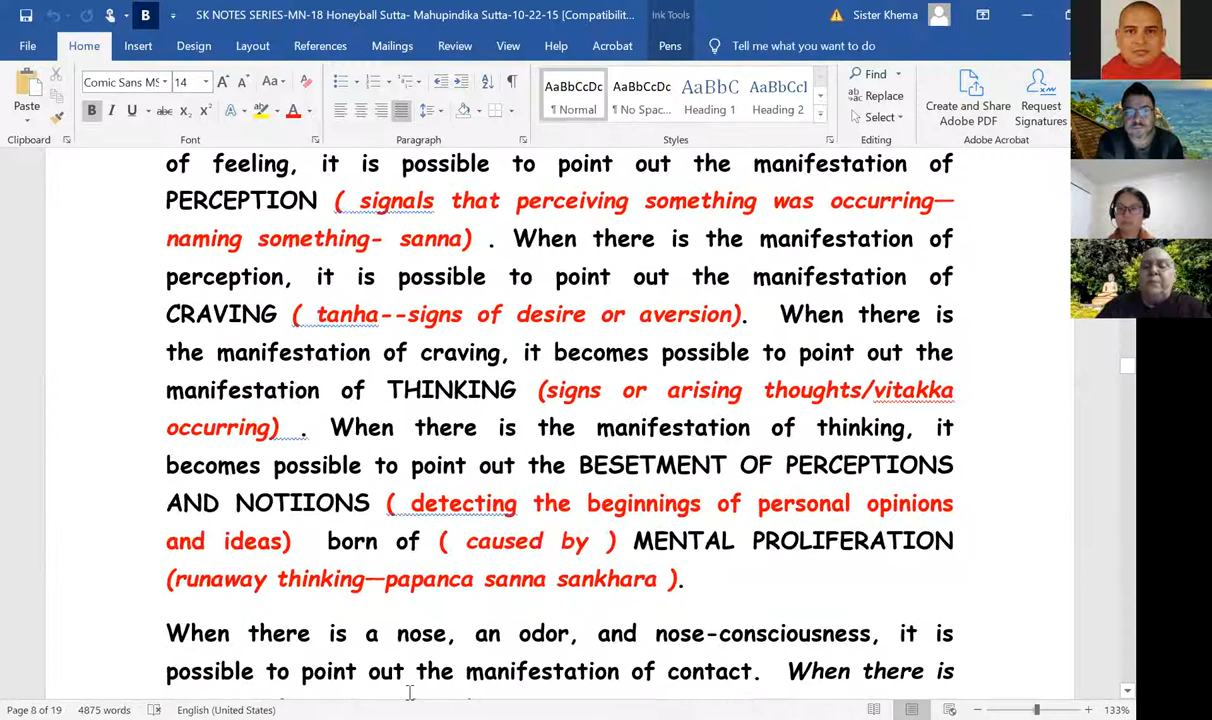 SK NOTES SERIES-MN-18 Honeyball Sutta- Mahupindika Sutta-10-22-15 [Compatibilit...
Ink Tools
Sister Khema
File Home Insert Design Layout References Mailings Review View Help Acrobat Pens Tell me what you want to do
Paste
Comic Sans MS 14
Aa
B I U abc x₂ x²
A A
AaBbCcDc AaBbCcDc AaBbC AaBbCcl
¶ Normal ¶ No Spac... Heading 1 Heading 2
Find
Replace
Select
Create and Share Adobe PDF
Request Signatures
Clipboard Font Paragraph Styles Editing Adobe Acrobat
of feeling, it is possible to point out the manifestation of
PERCEPTION ( signals that perceiving something was occurring—
naming something- sanna) . When there is the manifestation of
perception, it is possible to point out the manifestation of
CRAVING ( tanha--signs of desire or aversion). When there is
the manifestation of craving, it becomes possible to point out the
manifestation of THINKING (signs or arising thoughts/vitakka
occurring) . When there is the manifestation of thinking, it
becomes possible to point out the BESETMENT OF PERCEPTIONS
AND NOTIIONS ( detecting the beginnings of personal opinions
and ideas) born of ( caused by ) MENTAL PROLIFERATION
(runaway thinking—papanca sanna sankhara ).
When there is a nose, an odor, and nose-consciousness, it is
possible to point out the manifestation of contact. When there is
Page 8 of 19 4875 words English (United States) 133%